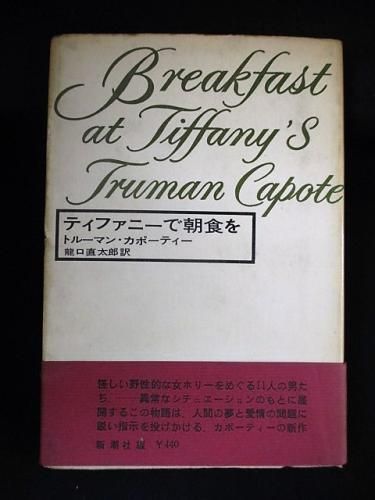 Breakfast
at Tiffany's
Truman Capote
ティファニーで朝食を
トルーマン・カポーティー
龍口直太郎訳
怪しい野性的な女ホリーをめぐる11人の男た
ち。――異常なシチュエーションのもとに展
開するこの物語は、人間の夢と愛情の問題に
鋭い指示を投げかける、カポーティーの新作
新潮社版 ¥440